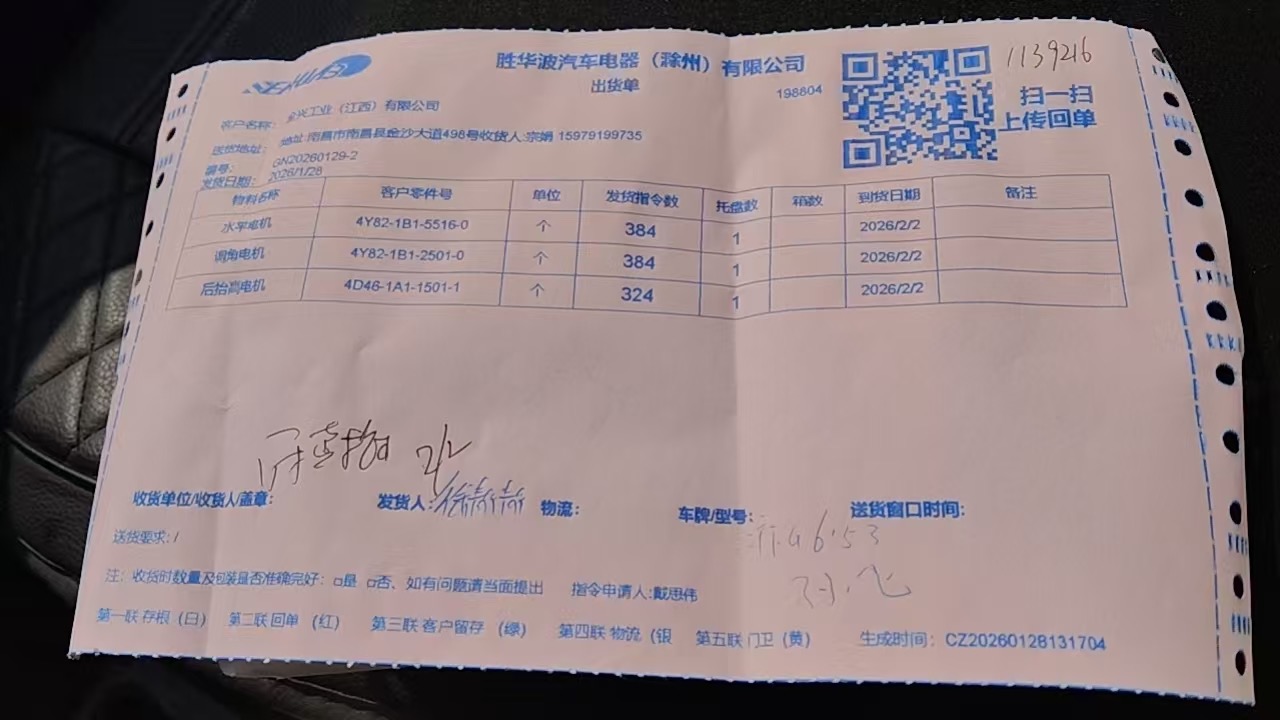 胜华波汽车电器（滁州）有限公司
1139216
出货单
198804
扫一扫
上传回单
客户名称: 金兴工业（江西）有限公司
送货地址: 地址:南昌市南昌县金沙大道498号收货人:宗娟 15979199735
编号: GN20260129-2
发货日期: 2026/1/28
物料名称 客户零件号 单位 发货指令数 托盘数 箱数 到货日期 备注
水平电机 4Y82-1B1-5516-0 个 384 1 2026/2/2
调角电机 4Y82-1B1-2501-0 个 384 1 2026/2/2
后抬高电机 4D46-1A1-1501-1 个 324 1 2026/2/2
2/2
收货单位/收货人/盖章: 发货人: 物流: 车牌/型号: 送货窗口时间:
送货要求: /
注: 收货时数量及包装是否准确完好: □是 □否、如有问题请当面提出 指令申请人:戴思伟
第一联 存根（白） 第二联 回单 （红） 第三联 客户留存 （绿） 第四联 物流（银 第五联 门卫（黄） 生成时间: CZ20260128131704